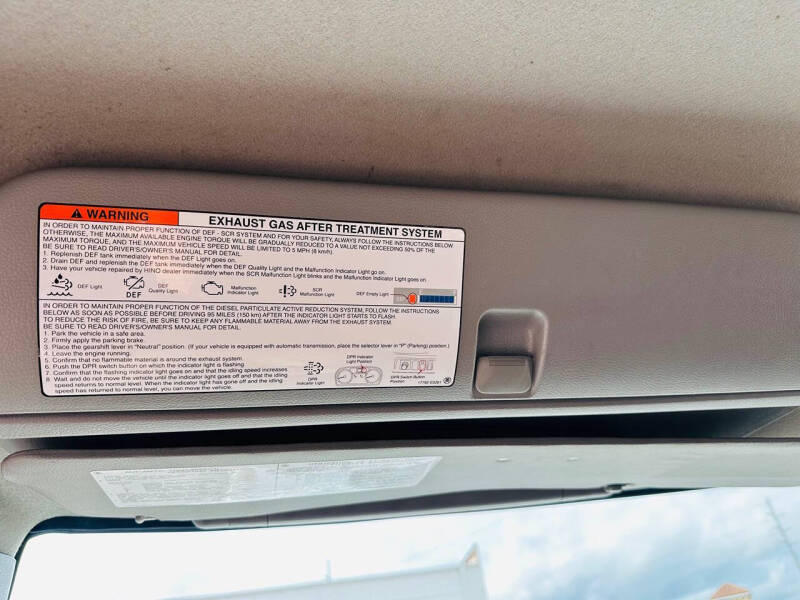 WARNING
EXHAUST GAS AFTER TREATMENT SYSTEM
IN ORDER TO MAINTAIN PROPER FUNCTION OF DEF - SCR SYSTEM AND FOR YOUR SAFETY, ALWAYS FOLLOW THE INSTRUCTIONS BELOW
OTHERWISE, THE MAXIMUM AVAILABLE ENGINE TORQUE WILL BE GRADUALLY REDUCED TO A VALUE NOT EXCEEDING 50% OF THE
MAXIMUM TORQUE, AND THE MAXIMUM VEHICLE SPEED WILL BE LIMITED TO 5 MPH (8 km/h).
BE SURE TO READ DRIVER'S/OWNER'S MANUAL FOR DETAIL.
1. Replenish DEF tank immediately when the DEF Light goes on.
2. Drain DEF and replenish the DEF tank immediately when the DEF Quality Light and the Malfunction Indicator Light go on.
3. Have your vehicle repaired by HINO dealer immediately when the SCR Malfunction Light blinks and the Malfunction Indicator Light goes on.
DEF Light
DEF
DEF
Quality Light
Malfunction
Indicator Light
SCR
Malfunction Light
DEF Empty Light
IN ORDER TO MAINTAIN PROPER FUNCTION OF THE DIESEL PARTICULATE ACTIVE REDUCTION SYSTEM, FOLLOW THE INSTRUCTIONS
BELOW AS SOON AS POSSIBLE BEFORE DRIVING 95 MILES (150 km) AFTER THE INDICATOR LIGHT STARTS TO FLASH.
TO REDUCE THE RISK OF FIRE, BE SURE TO KEEP ANY FLAMMABLE MATERIAL AWAY FROM THE EXHAUST SYSTEM.
BE SURE TO READ DRIVER'S/OWNER'S MANUAL FOR DETAIL.
1. Park the vehicle in a safe area.
2. Firmly apply the parking brake.
3. Place the gearshift lever in "Neutral" position. (If your vehicle is equipped with automatic transmission, place the selector lever in "P" (Parking) position.)
4. Leave the engine running.
5. Confirm that no flammable material is around the exhaust system.
6. Push the DPR switch button on which the indicator light is flashing.
7. Confirm that the flashing indicator light goes on and that the idling speed increases
8. Wait and do not move the vehicle until the indicator light goes off and that the idling
speed returns to normal level. When the indicator light has gone off and the idling
speed has returned to normal level, you can move the vehicle.
DPR
Indicator Light
DPR Indicator
Light Position
DPR Switch Button
Position